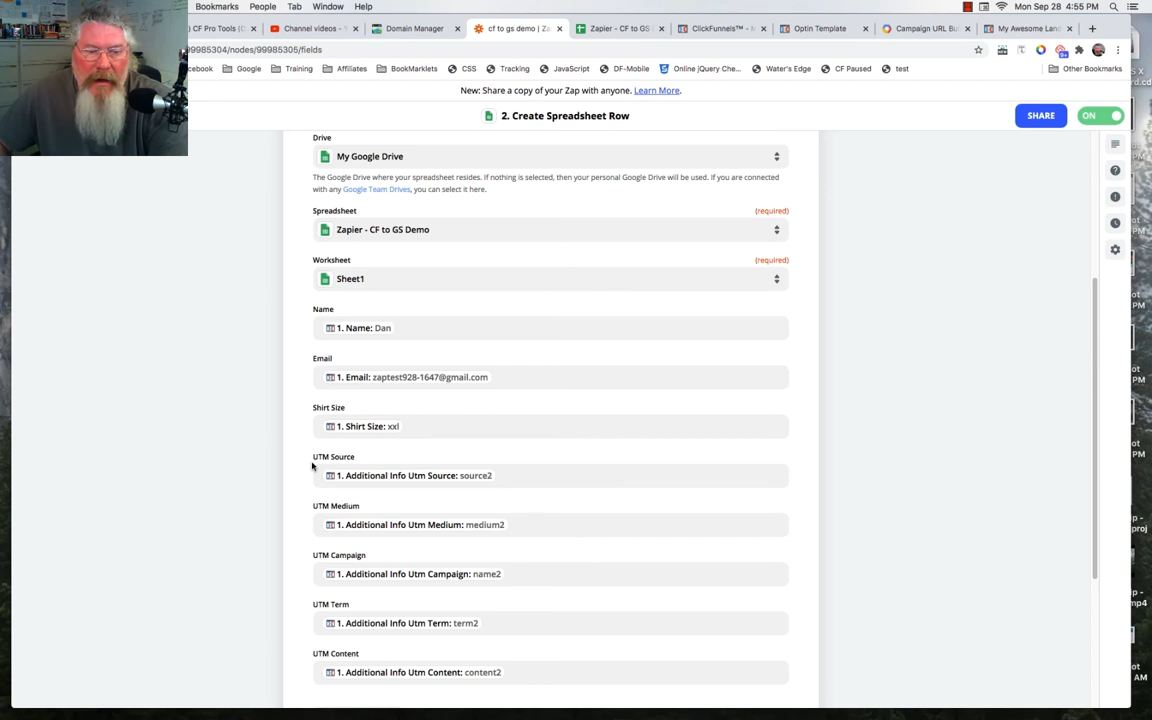 People Tab Window Help
Mon Sep 28 4:55 PM
CF Pro Tools (
Channel videos -
Domain Manager
cf to gs demo | Za
Zapier - CF to GS
ClickFunnels™ - M
Optin Template
Campaign URL Bu
My Awesome Land
99985304/nodes/99985305/fields
cebook Google Training Affiliates BookMarklets CSS Tracking JavaScript DF-Mobile Online jQuery Che... Water's Edge CF Paused test Other Bookmarks
New: Share a copy of your Zap with anyone. Learn More.
2. Create Spreadsheet Row
SHARE
ON
Drive
My Google Drive
The Google Drive where your spreadsheet resides. If nothing is selected, then your personal Google Drive will be used. If you are connected
with any Google Team Drives, you can select it here.
Spreadsheet (required)
Zapier - CF to GS Demo
Worksheet (required)
Sheet1
Name
1. Name: Dan
Email
1. Email: zaptest928-1647@gmail.com
Shirt Size
1. Shirt Size: xxl
UTM Source
1. Additional Info Utm Source: source2
UTM Medium
1. Additional Info Utm Medium: medium2
UTM Campaign
1. Additional Info Utm Campaign: name2
UTM Term
1. Additional Info Utm Term: term2
UTM Content
1. Additional Info Utm Content: content2